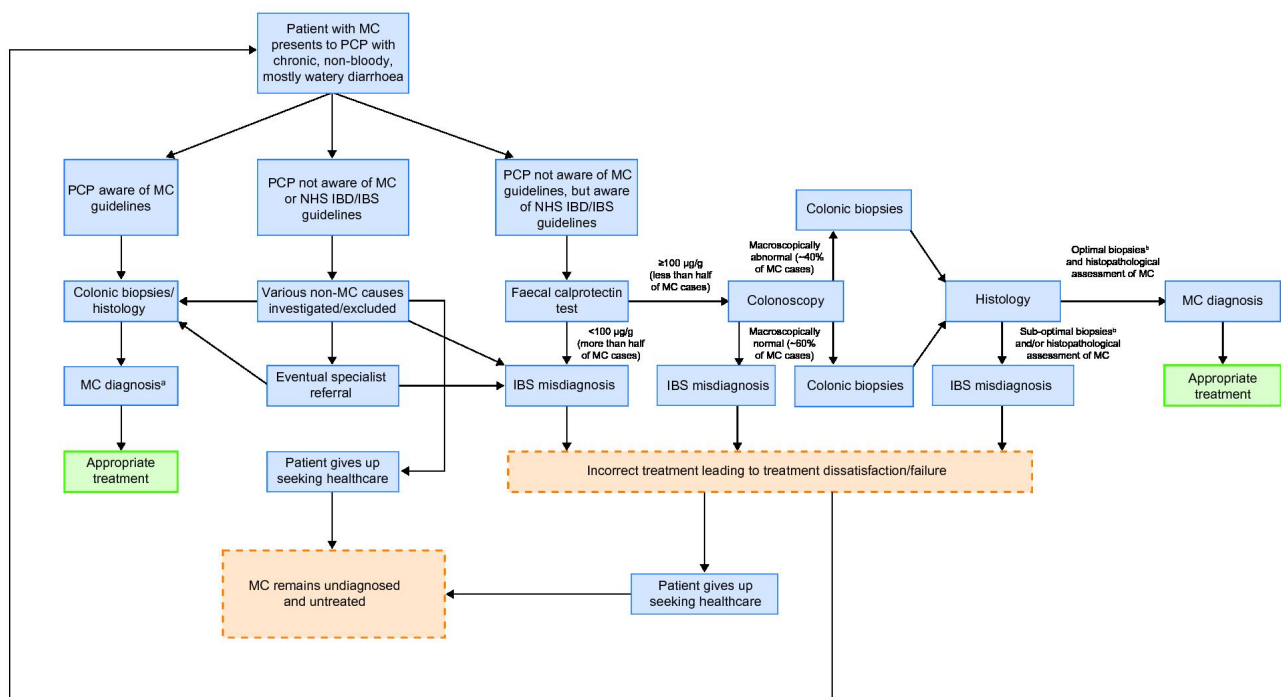 Patient with MC
presents to PCP with
chronic, non-bloody,
mostly watery diarrhoea
PCP aware of MC
guidelines
PCP not aware of MC
or NHS IBD/IBS
guidelines
PCP not aware of MC
guidelines, but aware
of NHS IBD/IBS
guidelines
Colonic biopsies
≥100 µg/g
(less than half
of MC cases)
Macroscopically
abnormal (~40%
of MC cases)
Optimal biopsiesᵇ
and histopathological
assessment of MC
Colonic biopsies/
histology
Various non-MC causes
investigated/excluded
Faecal calprotectin
test
Colonoscopy
Histology
MC diagnosis
<100 µg/g
(more than half
of MC cases)
Macroscopically
normal (~60%
of MC cases)
Sub-optimal biopsiesᵇ
and/or histopathological
assessment of MC
MC diagnosisᵃ
Eventual specialist
referral
IBS misdiagnosis
IBS misdiagnosis
Colonic biopsies
IBS misdiagnosis
Appropriate
treatment
Appropriate
treatment
Patient gives up
seeking healthcare
Incorrect treatment leading to treatment dissatisfaction/failure
MC remains undiagnosed
and untreated
Patient gives up
seeking healthcare